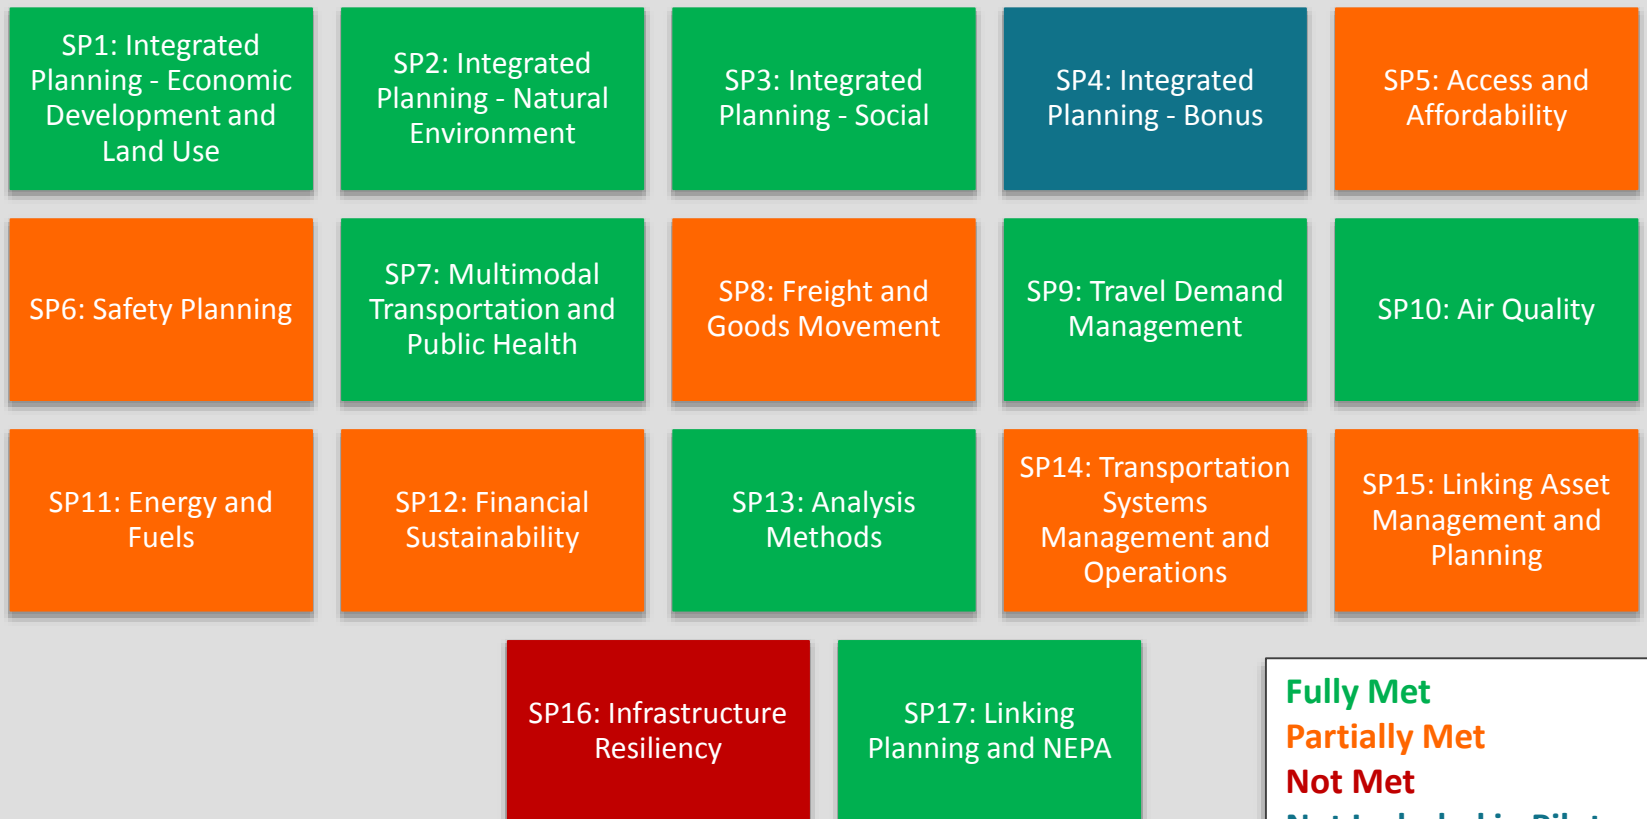 SP1: Integrated
Planning - Economic
Development and
Land Use
SP2: Integrated
Planning - Natural
Environment
SP3: Integrated
Planning - Social
SP4: Integrated
Planning - Bonus
SP5: Access and
Affordability
SP6: Safety Planning
SP7: Multimodal
Transportation and
Public Health
SP8: Freight and
Goods Movement
SP9: Travel Demand
Management
SP10: Air Quality
SP11: Energy and
Fuels
SP12: Financial
Sustainability
SP13: Analysis
Methods
SP14: Transportation
Systems
Management and
Operations
SP15: Linking Asset
Management and
Planning
SP16: Infrastructure
Resiliency
SP17: Linking
Planning and NEPA
Fully Met
Partially Met
Not Met
Not Included in Pilot